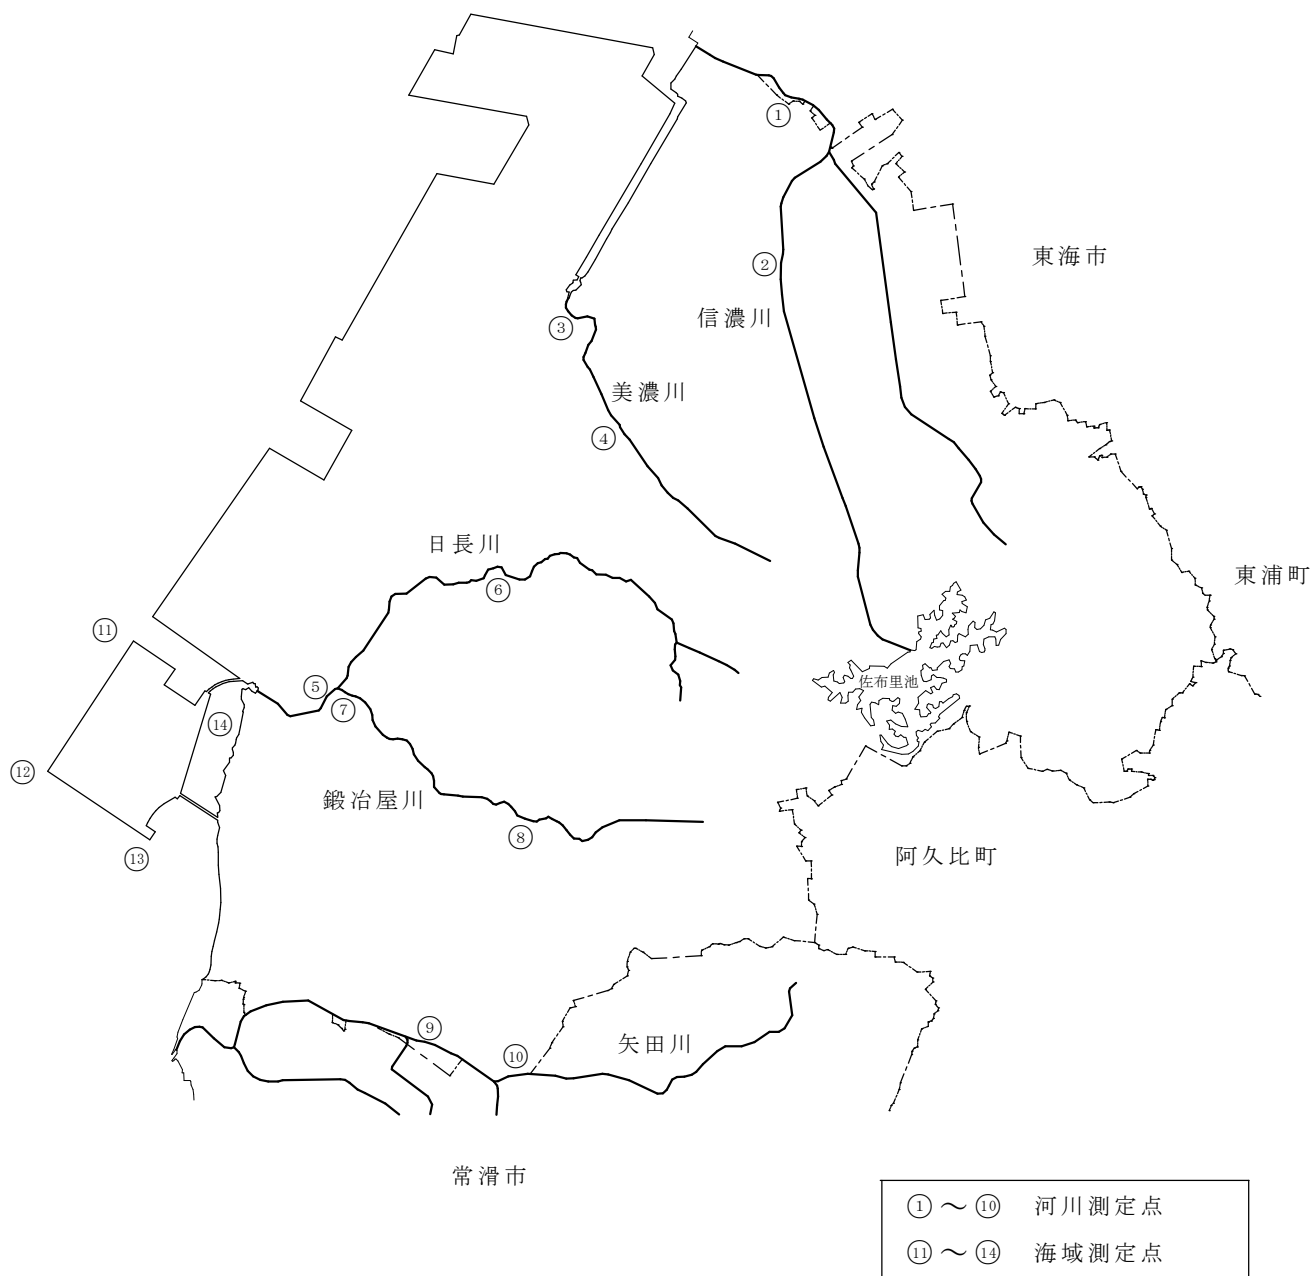 ①
東海市
②
信濃川
③
美濃川
④
日長川
⑥
東浦町
⑪
⑤
佐布里池
⑦
⑭
⑫
鍛冶屋川
⑧
⑬
阿久比町
⑨
⑩
矢田川
常滑市
①～⑩ 河川測定点
⑪～⑭ 海域測定点